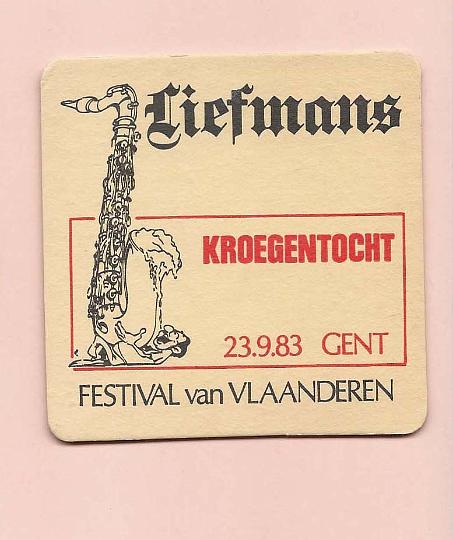 Liefmans
KROEGENTOCHT
23.9.83 GENT
FESTIVAL van VLAANDEREN